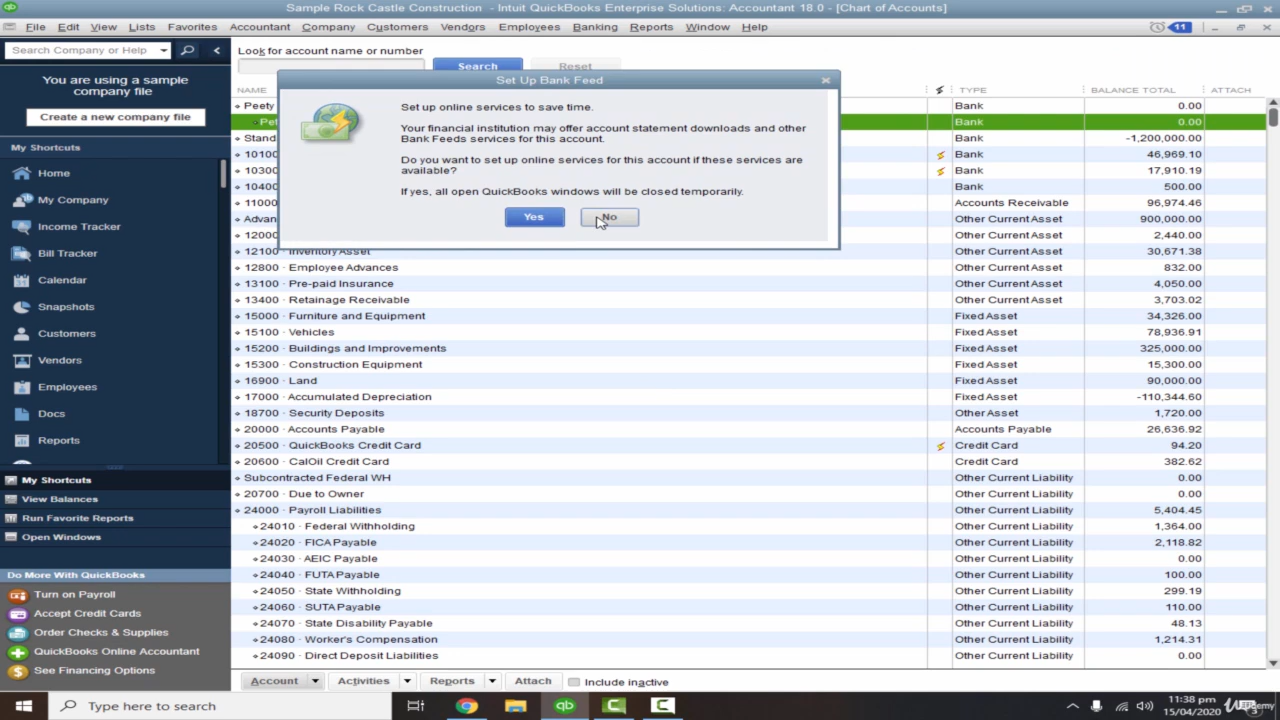 Sample Rock Castle Construction - Intuit QuickBooks Enterprise Solutions: Accountant 18.0 - [Chart of Accounts]
File Edit View Lists Favorites Accountant Company Customers Vendors Employees Banking Reports Window Help 11
Search Company or Help
You are using a sample
company file
Create a new company file
My Shortcuts
Home
My Company
Income Tracker
Bill Tracker
Calendar
Snapshots
Customers
Vendors
Employees
Docs
Reports
My Shortcuts
View Balances
Run Favorite Reports
Open Windows
Do More With QuickBooks
Turn on Payroll
Accept Credit Cards
Order Checks & Supplies
QuickBooks Online Accountant
See Financing Options
Look for account name or number
Search Reset
Set Up Bank Feed
Set up online services to save time.
Your financial institution may offer account statement downloads and other
Bank Feeds services for this account.
Do you want to set up online services for this account if these services are
available?
If yes, all open QuickBooks windows will be closed temporarily.
Yes No
NAME TYPE BALANCE TOTAL ATTACH
Peety Bank 0.00
Pet Bank 0.00
Stand Bank -1,200,000.00
10100 Bank 46,969.10
10300 Bank 17,910.19
10400 Bank 500.00
11000 Accounts Receivable 96,974.46
Advan Other Current Asset 900,000.00
12000 Other Current Asset 2,440.00
12100 · Inventory Asset Other Current Asset 30,671.38
12800 · Employee Advances Other Current Asset 832.00
13100 · Pre-paid Insurance Other Current Asset 4,050.00
13400 · Retainage Receivable Other Current Asset 3,703.02
15000 · Furniture and Equipment Fixed Asset 34,326.00
15100 · Vehicles Fixed Asset 78,936.91
15200 · Buildings and Improvements Fixed Asset 325,000.00
15300 · Construction Equipment Fixed Asset 15,300.00
16900 · Land Fixed Asset 90,000.00
17000 · Accumulated Depreciation Fixed Asset -110,344.60
18700 · Security Deposits Other Asset 1,720.00
20000 · Accounts Payable Accounts Payable 26,636.92
20500 · QuickBooks Credit Card Credit Card 94.20
20600 · CalOil Credit Card Credit Card 382.62
Subcontracted Federal WH Other Current Liability 0.00
20700 · Due to Owner Other Current Liability 0.00
24000 · Payroll Liabilities Other Current Liability 5,404.45
24010 · Federal Withholding Other Current Liability 1,364.00
24020 · FICA Payable Other Current Liability 2,118.82
24030 · AEIC Payable Other Current Liability 0.00
24040 · FUTA Payable Other Current Liability 100.00
24050 · State Withholding Other Current Liability 299.19
24060 · SUTA Payable Other Current Liability 110.00
24070 · State Disability Payable Other Current Liability 48.13
24080 · Worker's Compensation Other Current Liability 1,214.31
24090 · Direct Deposit Liabilities Other Current Liability 0.00
Account Activities Reports Attach Include inactive
Type here to search
11:38 pm
15/04/2020
Udemy